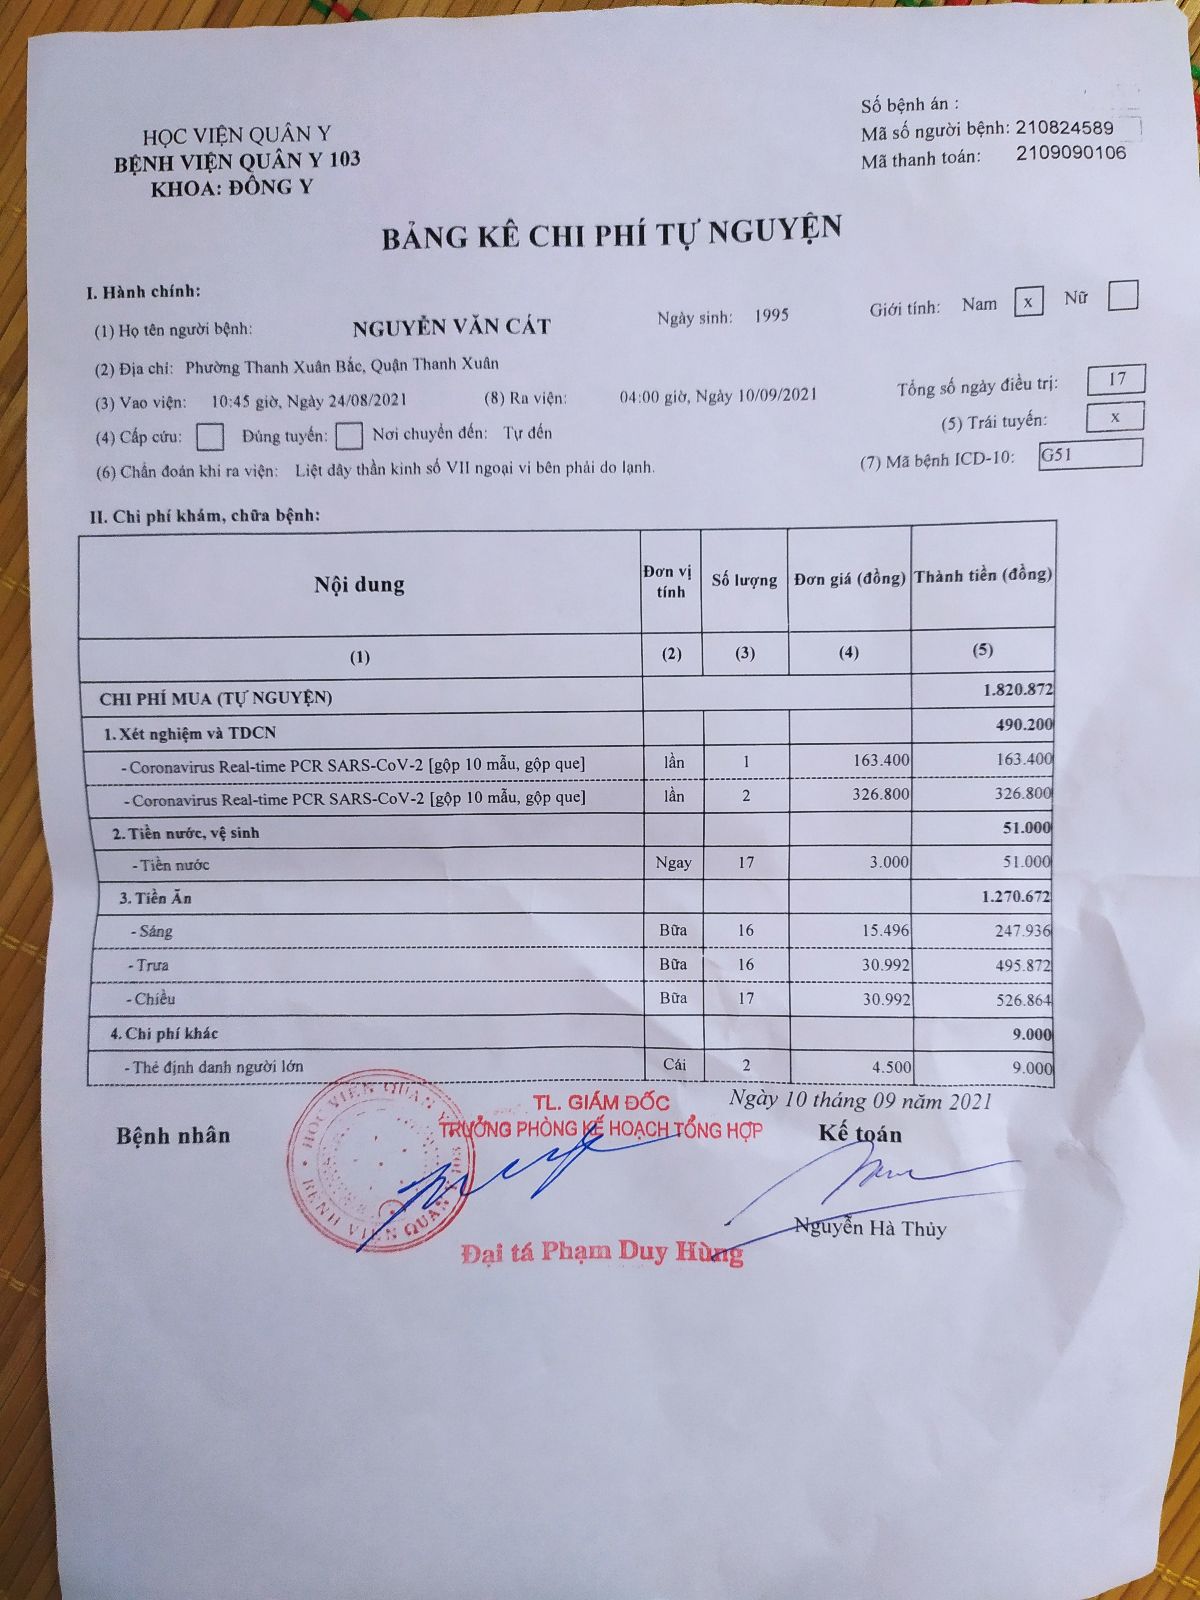 HỌC VIỆN QUÂN Y
BỆNH VIỆN QUÂN Y 103
KHOA: ĐÔNG Y
Số bệnh án :
Mã số người bệnh: 210824589
Mã thanh toán: 2109090106
BẢNG KÊ CHI PHÍ TỰ NGUYỆN
I. Hành chính:
(1) Họ tên người bệnh: NGUYỄN VĂN CÁT Ngày sinh: 1995 Giới tính: Nam x Nữ
(2) Địa chỉ: Phường Thanh Xuân Bắc, Quận Thanh Xuân
(3) Vao viện: 10:45 giờ, Ngày 24/08/2021 (8) Ra viện: 04:00 giờ, Ngày 10/09/2021 Tổng số ngày điều trị: 17
(4) Cấp cứu: Đúng tuyến: Nơi chuyển đến: Tự đến (5) Trái tuyến: x
(6) Chẩn đoán khi ra viện: Liệt dây thần kinh số VII ngoại vi bên phải do lạnh. (7) Mã bệnh ICD-10: G51
II. Chi phí khám, chữa bệnh:
Nội dung Đơn vị tính Số lượng Đơn giá (đồng) Thành tiền (đồng)
(1) (2) (3) (4) (5)
CHI PHÍ MUA (TỰ NGUYỆN) 1.820.872
1. Xét nghiệm và TDCN 490.200
- Coronavirus Real-time PCR SARS-CoV-2 [gộp 10 mẫu, gộp que] lần 1 163.400 163.400
- Coronavirus Real-time PCR SARS-CoV-2 [gộp 10 mẫu, gộp que] lần 2 326.800 326.800
2. Tiền nước, vệ sinh 51.000
- Tiền nước Ngay 17 3.000 51.000
3. Tiền Ăn 1.270.672
- Sáng Bữa 16 15.496 247.936
- Trưa Bữa 16 30.992 495.872
- Chiều Bữa 17 30.992 526.864
4. Chi phí khác 9.000
- Thẻ định danh người lớn Cái 2 4.500 9.000
Ngày 10 tháng 09 năm 2021
Bệnh nhân
TL. GIÁM ĐỐC
TRƯỞNG PHÒNG KẾ HOẠCH TỔNG HỢP
Kế toán
HỌC VIỆN QUÂN Y
BỆNH VIỆN QUÂN Y 103
Nguyễn Hà Thủy
Đại tá Phạm Duy Hùng